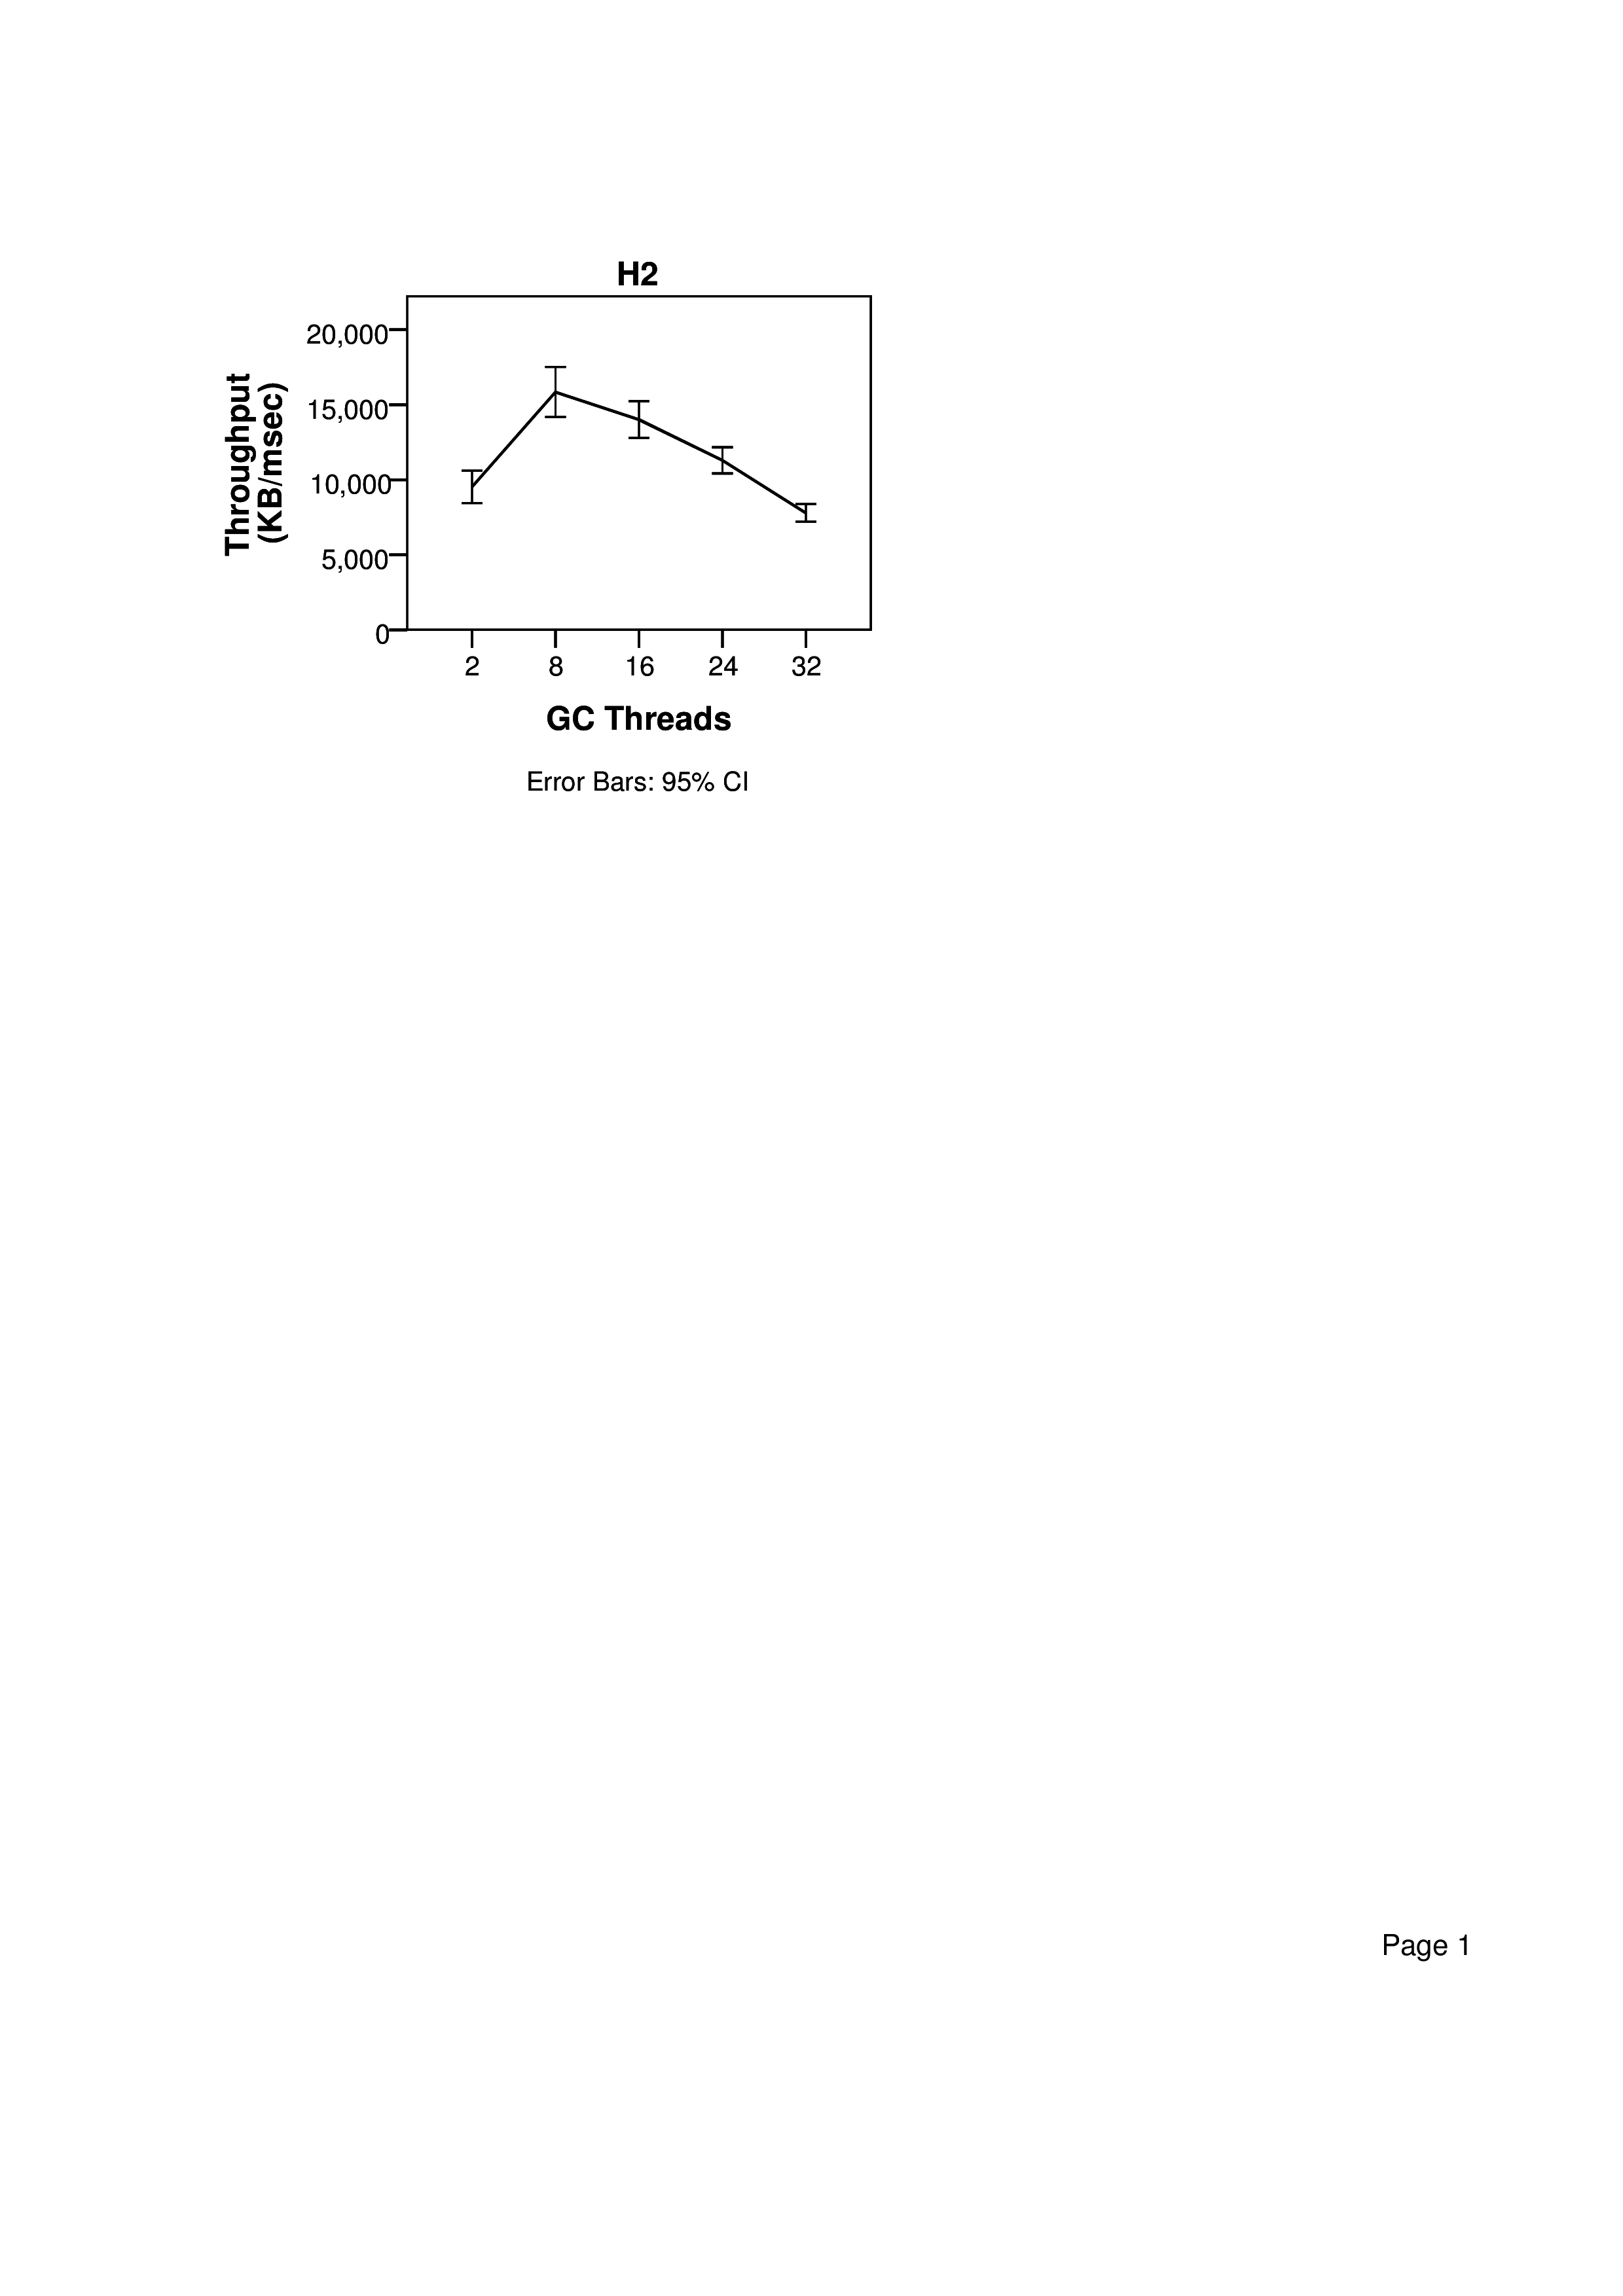 H2
20,000
15,000
10,000
5,000
0
Throughput
(KB/msec)
2 8 16 24 32
GC Threads
Error Bars: 95% CI
Page 1